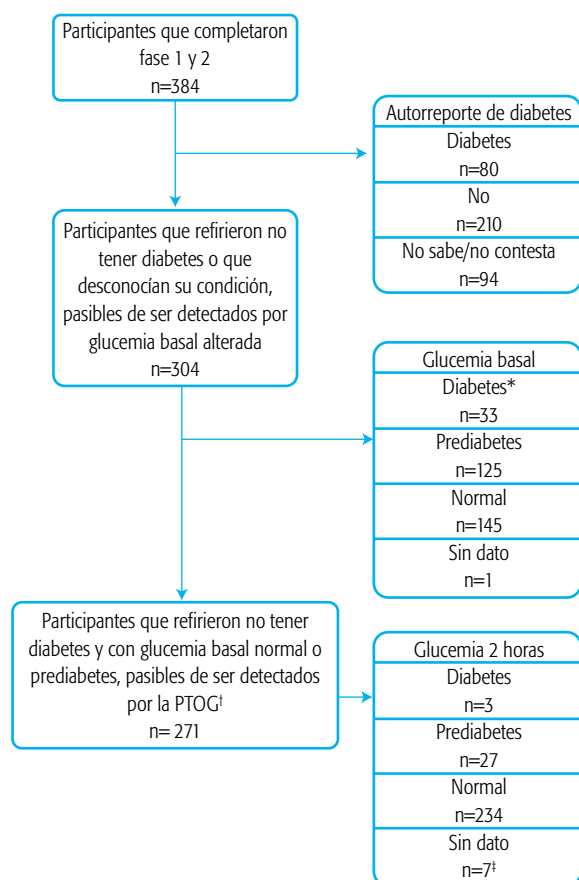 Participantes que completaron
fase 1 y 2
n=384
Autorreporte de diabetes
Diabetes
n=80
No
n=210
No sabe/no contesta
n=94
Participantes que refirieron no
tener diabetes o que
desconocían su condición,
pasibles de ser detectados por
glucemia basal alterada
n=304
Glucemia basal
Diabetes*
n=33
Prediabetes
n=125
Normal
n=145
Sin dato
n=1
Participantes que refirieron no tener
diabetes y con glucemia basal normal o
prediabetes, pasibles de ser detectados
por la PTOG†
n= 271
Glucemia 2 horas
Diabetes
n=3
Prediabetes
n=27
Normal
n=234
Sin dato
n=7‡